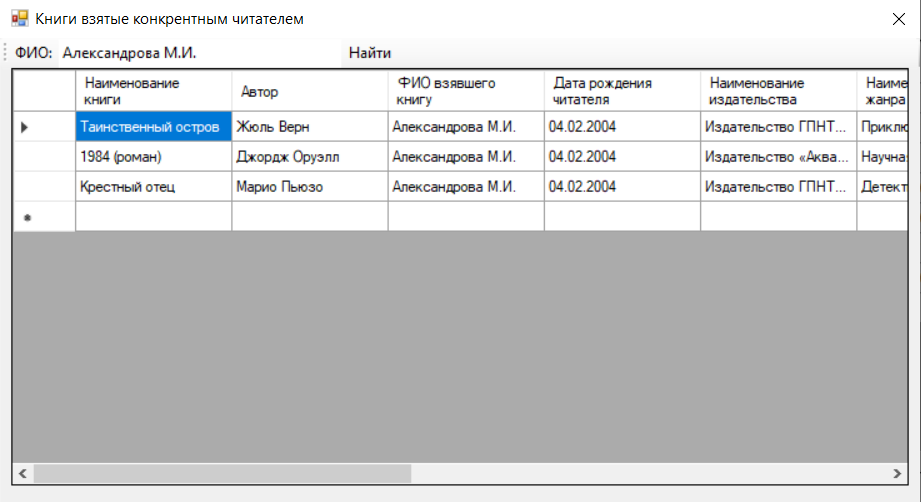 Книги взятые конкрентным читателем
ФИО: Александрова М.И. Найти
Наименование книги Автор ФИО взявшего книгу Дата рождения читателя Наименование издательства Наиме жанра
Таинственный остров Жюль Верн Александрова М.И. 04.02.2004 Издательство ГПНТ... Приклю
1984 (роман) Джордж Оруэлл Александрова М.И. 04.02.2004 Издательство «Аква... Научна
Крестный отец Марио Пьюзо Александрова М.И. 04.02.2004 Издательство ГПНТ... Детект